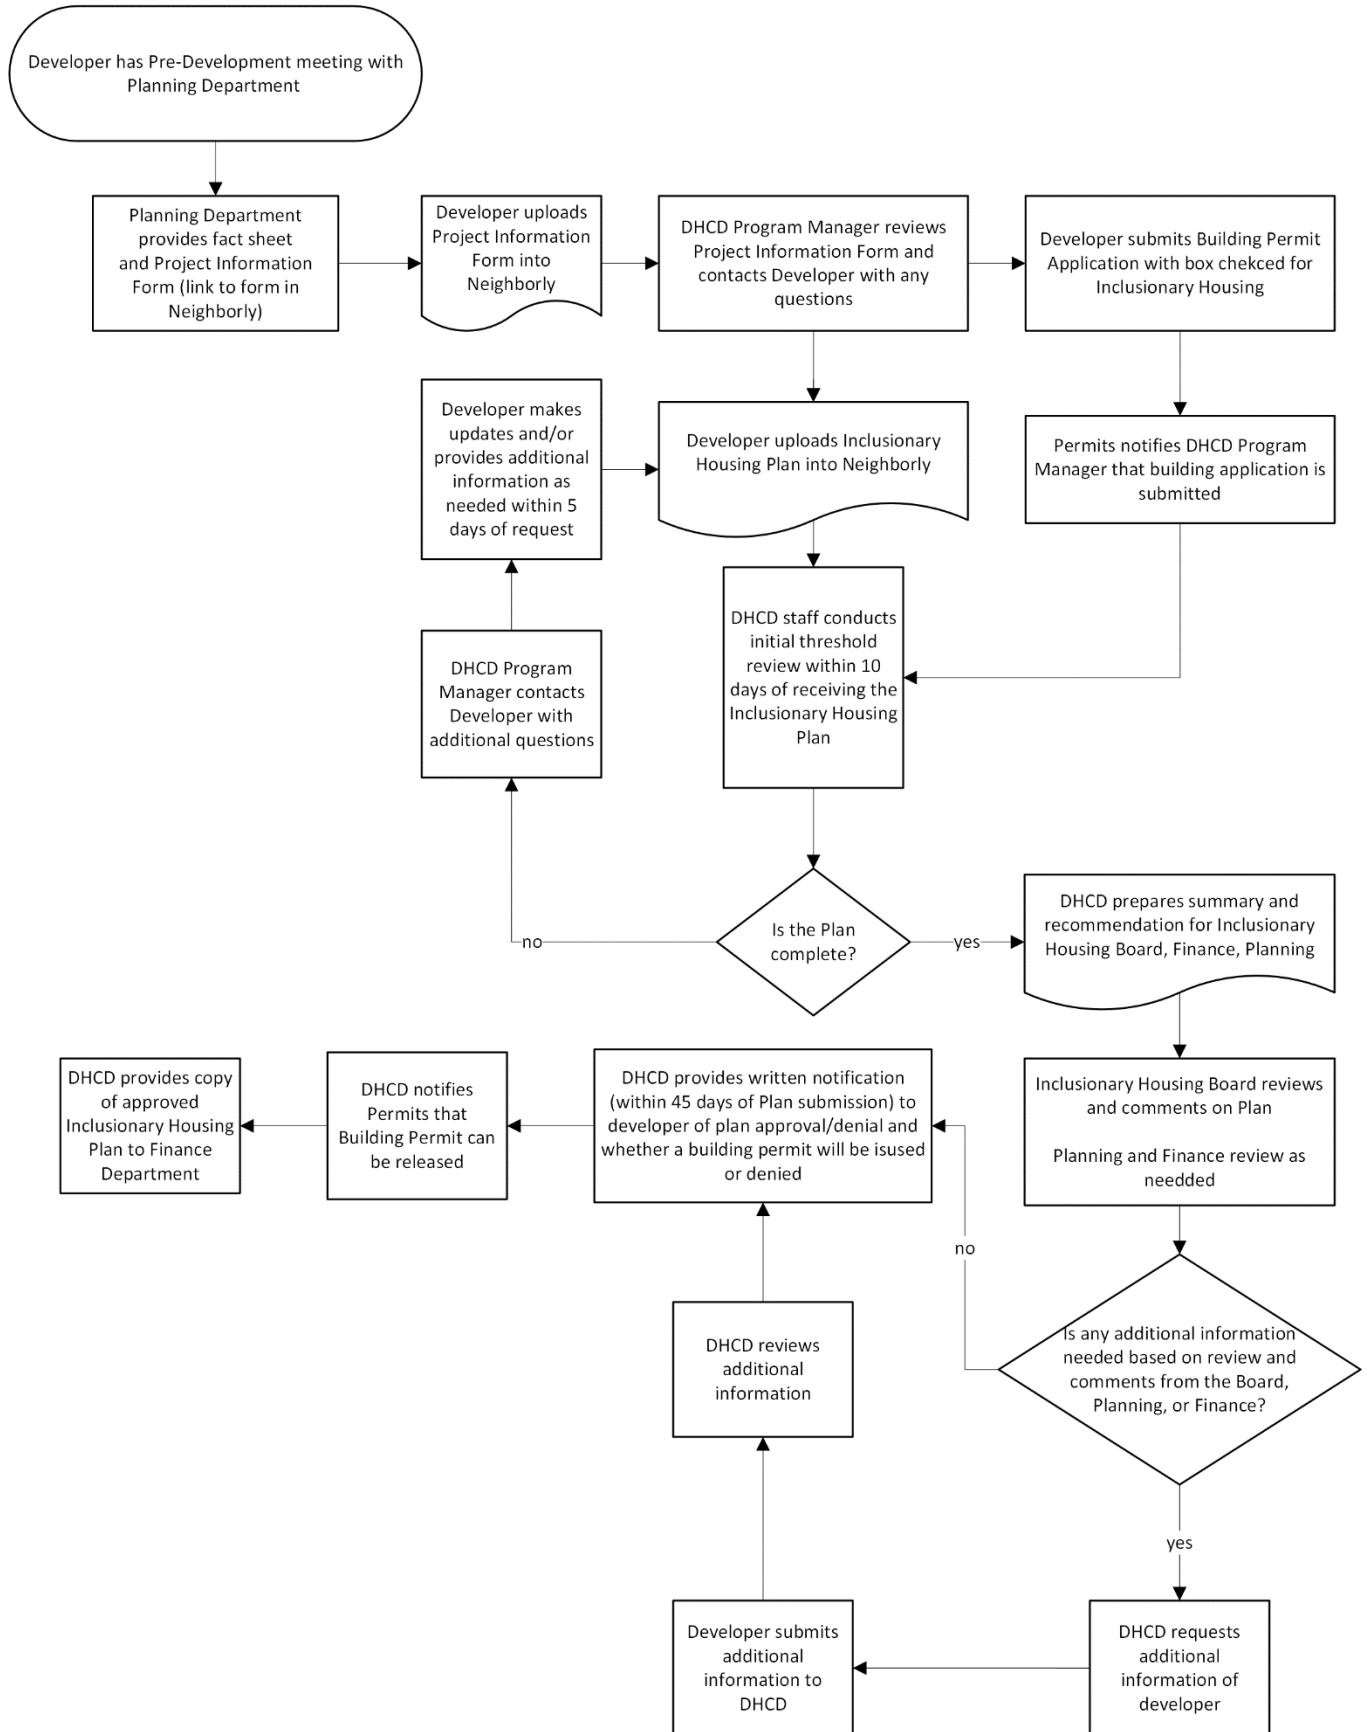 Developer has Pre-Development meeting with
Planning Department
Planning Department
provides fact sheet
and Project Information
Form (link to form in
Neighborly)
Developer uploads
Project Information
Form into
Neighborly
DHCD Program Manager reviews
Project Information Form and
contacts Developer with any
questions
Developer submits Building Permit
Application with box chekced for
Inclusionary Housing
Developer makes
updates and/or
provides additional
information as
needed within 5
days of request
Developer uploads Inclusionary
Housing Plan into Neighborly
Permits notifies DHCD Program
Manager that building application is
submitted
DHCD Program
Manager contacts
Developer with
additional questions
DHCD staff conducts
initial threshold
review within 10
days of receiving the
Inclusionary Housing
Plan
Is the Plan
complete?
no
yes
DHCD prepares summary and
recommendation for Inclusionary
Housing Board, Finance, Planning
DHCD provides copy
of approved
Inclusionary Housing
Plan to Finance
Department
DHCD notifies
Permits that
Building Permit can
be released
DHCD provides written notification
(within 45 days of Plan submission) to
developer of plan approval/denial and
whether a building permit will be isused
or denied
Inclusionary Housing Board reviews
and comments on Plan
Planning and Finance review as
needded
no
DHCD reviews
additional
information
Is any additional information
needed based on review and
comments from the Board,
Planning, or Finance?
yes
Developer submits
additional
information to
DHCD
DHCD requests
additional
information of
developer